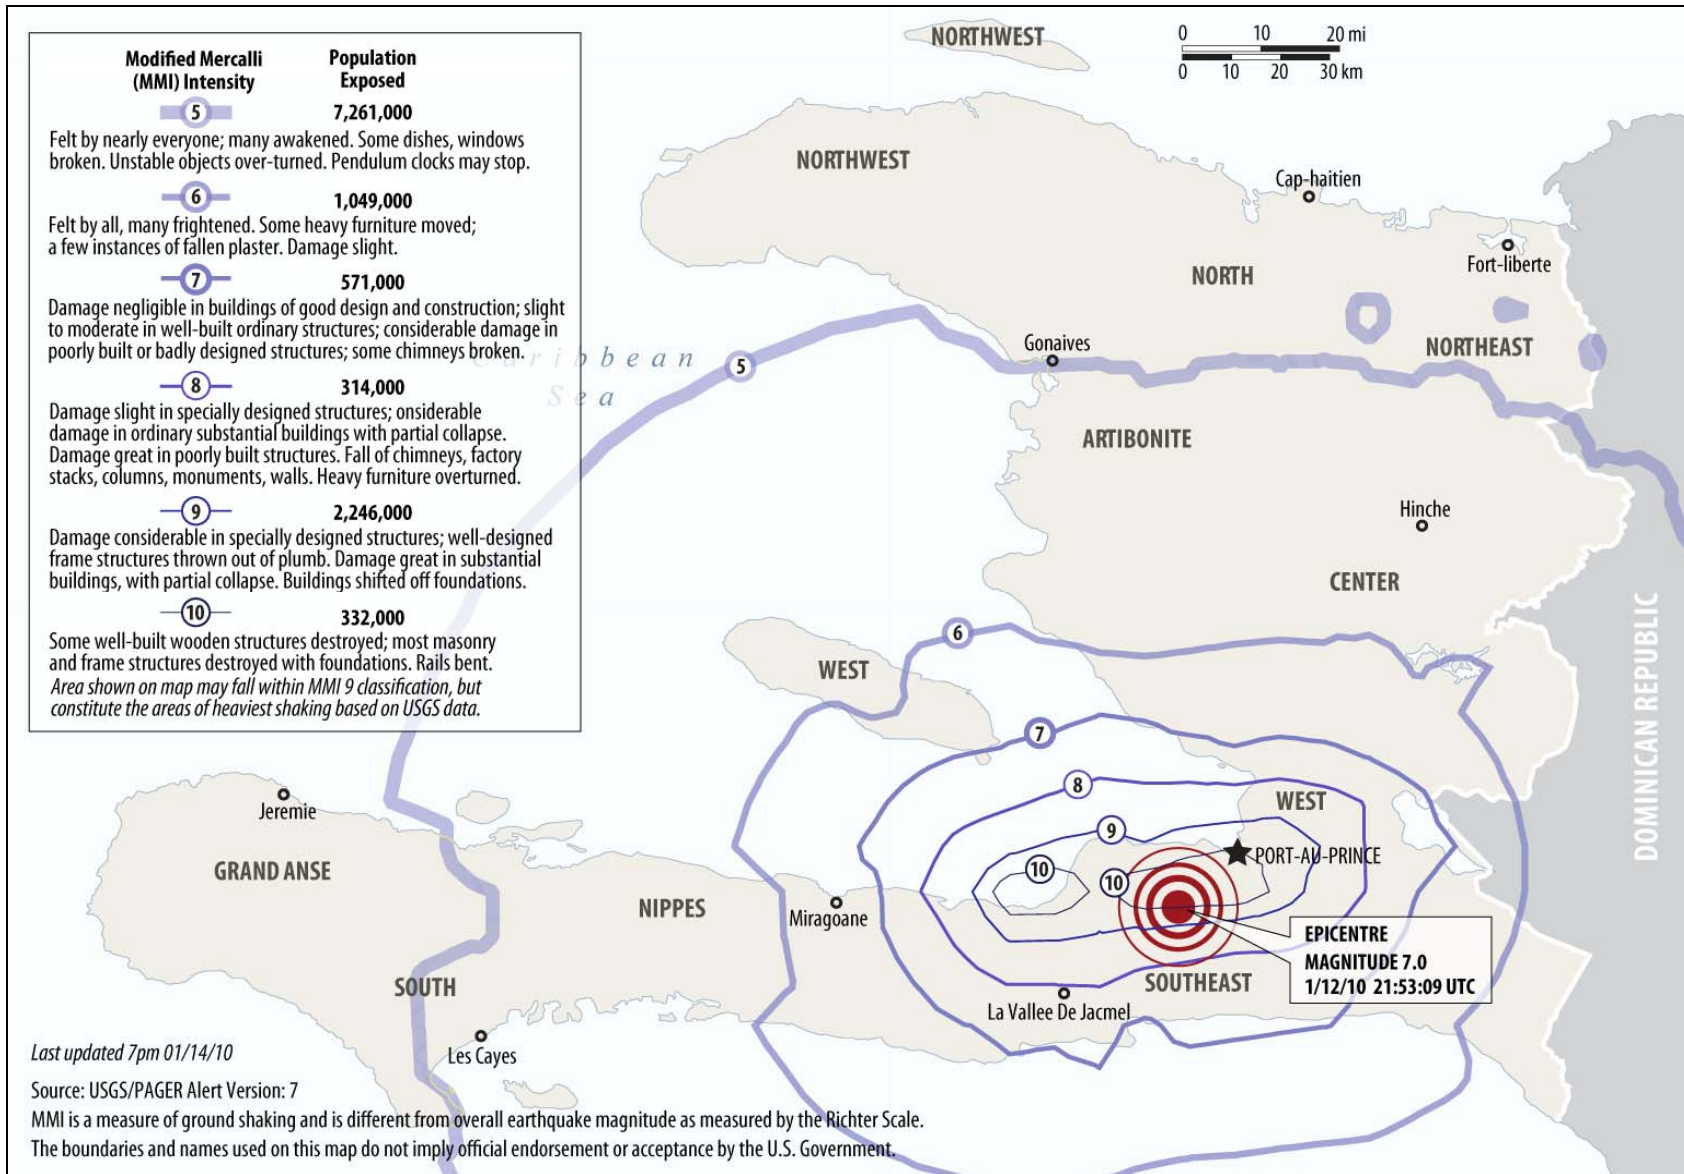 Modified Mercalli
(MMI) Intensity
Population
Exposed
5
7,261,000
Felt by nearly everyone; many awakened. Some dishes, windows
broken. Unstable objects over-turned. Pendulum clocks may stop.
6
1,049,000
Felt by all, many frightened. Some heavy furniture moved;
a few instances of fallen plaster. Damage slight.
7
571,000
Damage negligible in buildings of good design and construction; slight
to moderate in well-built ordinary structures; considerable damage in
poorly built or badly designed structures; some chimneys broken.
8
314,000
Damage slight in specially designed structures; onsiderable
damage in ordinary substantial buildings with partial collapse.
Damage great in poorly built structures. Fall of chimneys, factory
stacks, columns, monuments, walls. Heavy furniture overturned.
9
2,246,000
Damage considerable in specially designed structures; well-designed
frame structures thrown out of plumb. Damage great in substantial
buildings, with partial collapse. Buildings shifted off foundations.
10
332,000
Some well-built wooden structures destroyed; most masonry
and frame structures destroyed with foundations. Rails bent.
Area shown on map may fall within MMI 9 classification, but
constitute the areas of heaviest shaking based on USGS data.
NORTHWEST
0 10 20 mi
0 10 20 30 km
NORTHWEST
Cap-haitien
Fort-liberte
NORTH
NORTHEAST
Gonaives
Caribbean
Sea
5
ARTIBONITE
Hinche
CENTER
DOMINICAN REPUBLIC
6
WEST
7
8
WEST
9
PORT-AU-PRINCE
10
10
Jeremie
GRAND ANSE
NIPPES
Miragoane
EPICENTRE
MAGNITUDE 7.0
1/12/10 21:53:09 UTC
SOUTHEAST
SOUTH
La Vallee De Jacmel
Les Cayes
Last updated 7pm 01/14/10
Source: USGS/PAGER Alert Version: 7
MMI is a measure of ground shaking and is different from overall earthquake magnitude as measured by the Richter Scale.
The boundaries and names used on this map do not imply official endorsement or acceptance by the U.S. Government.